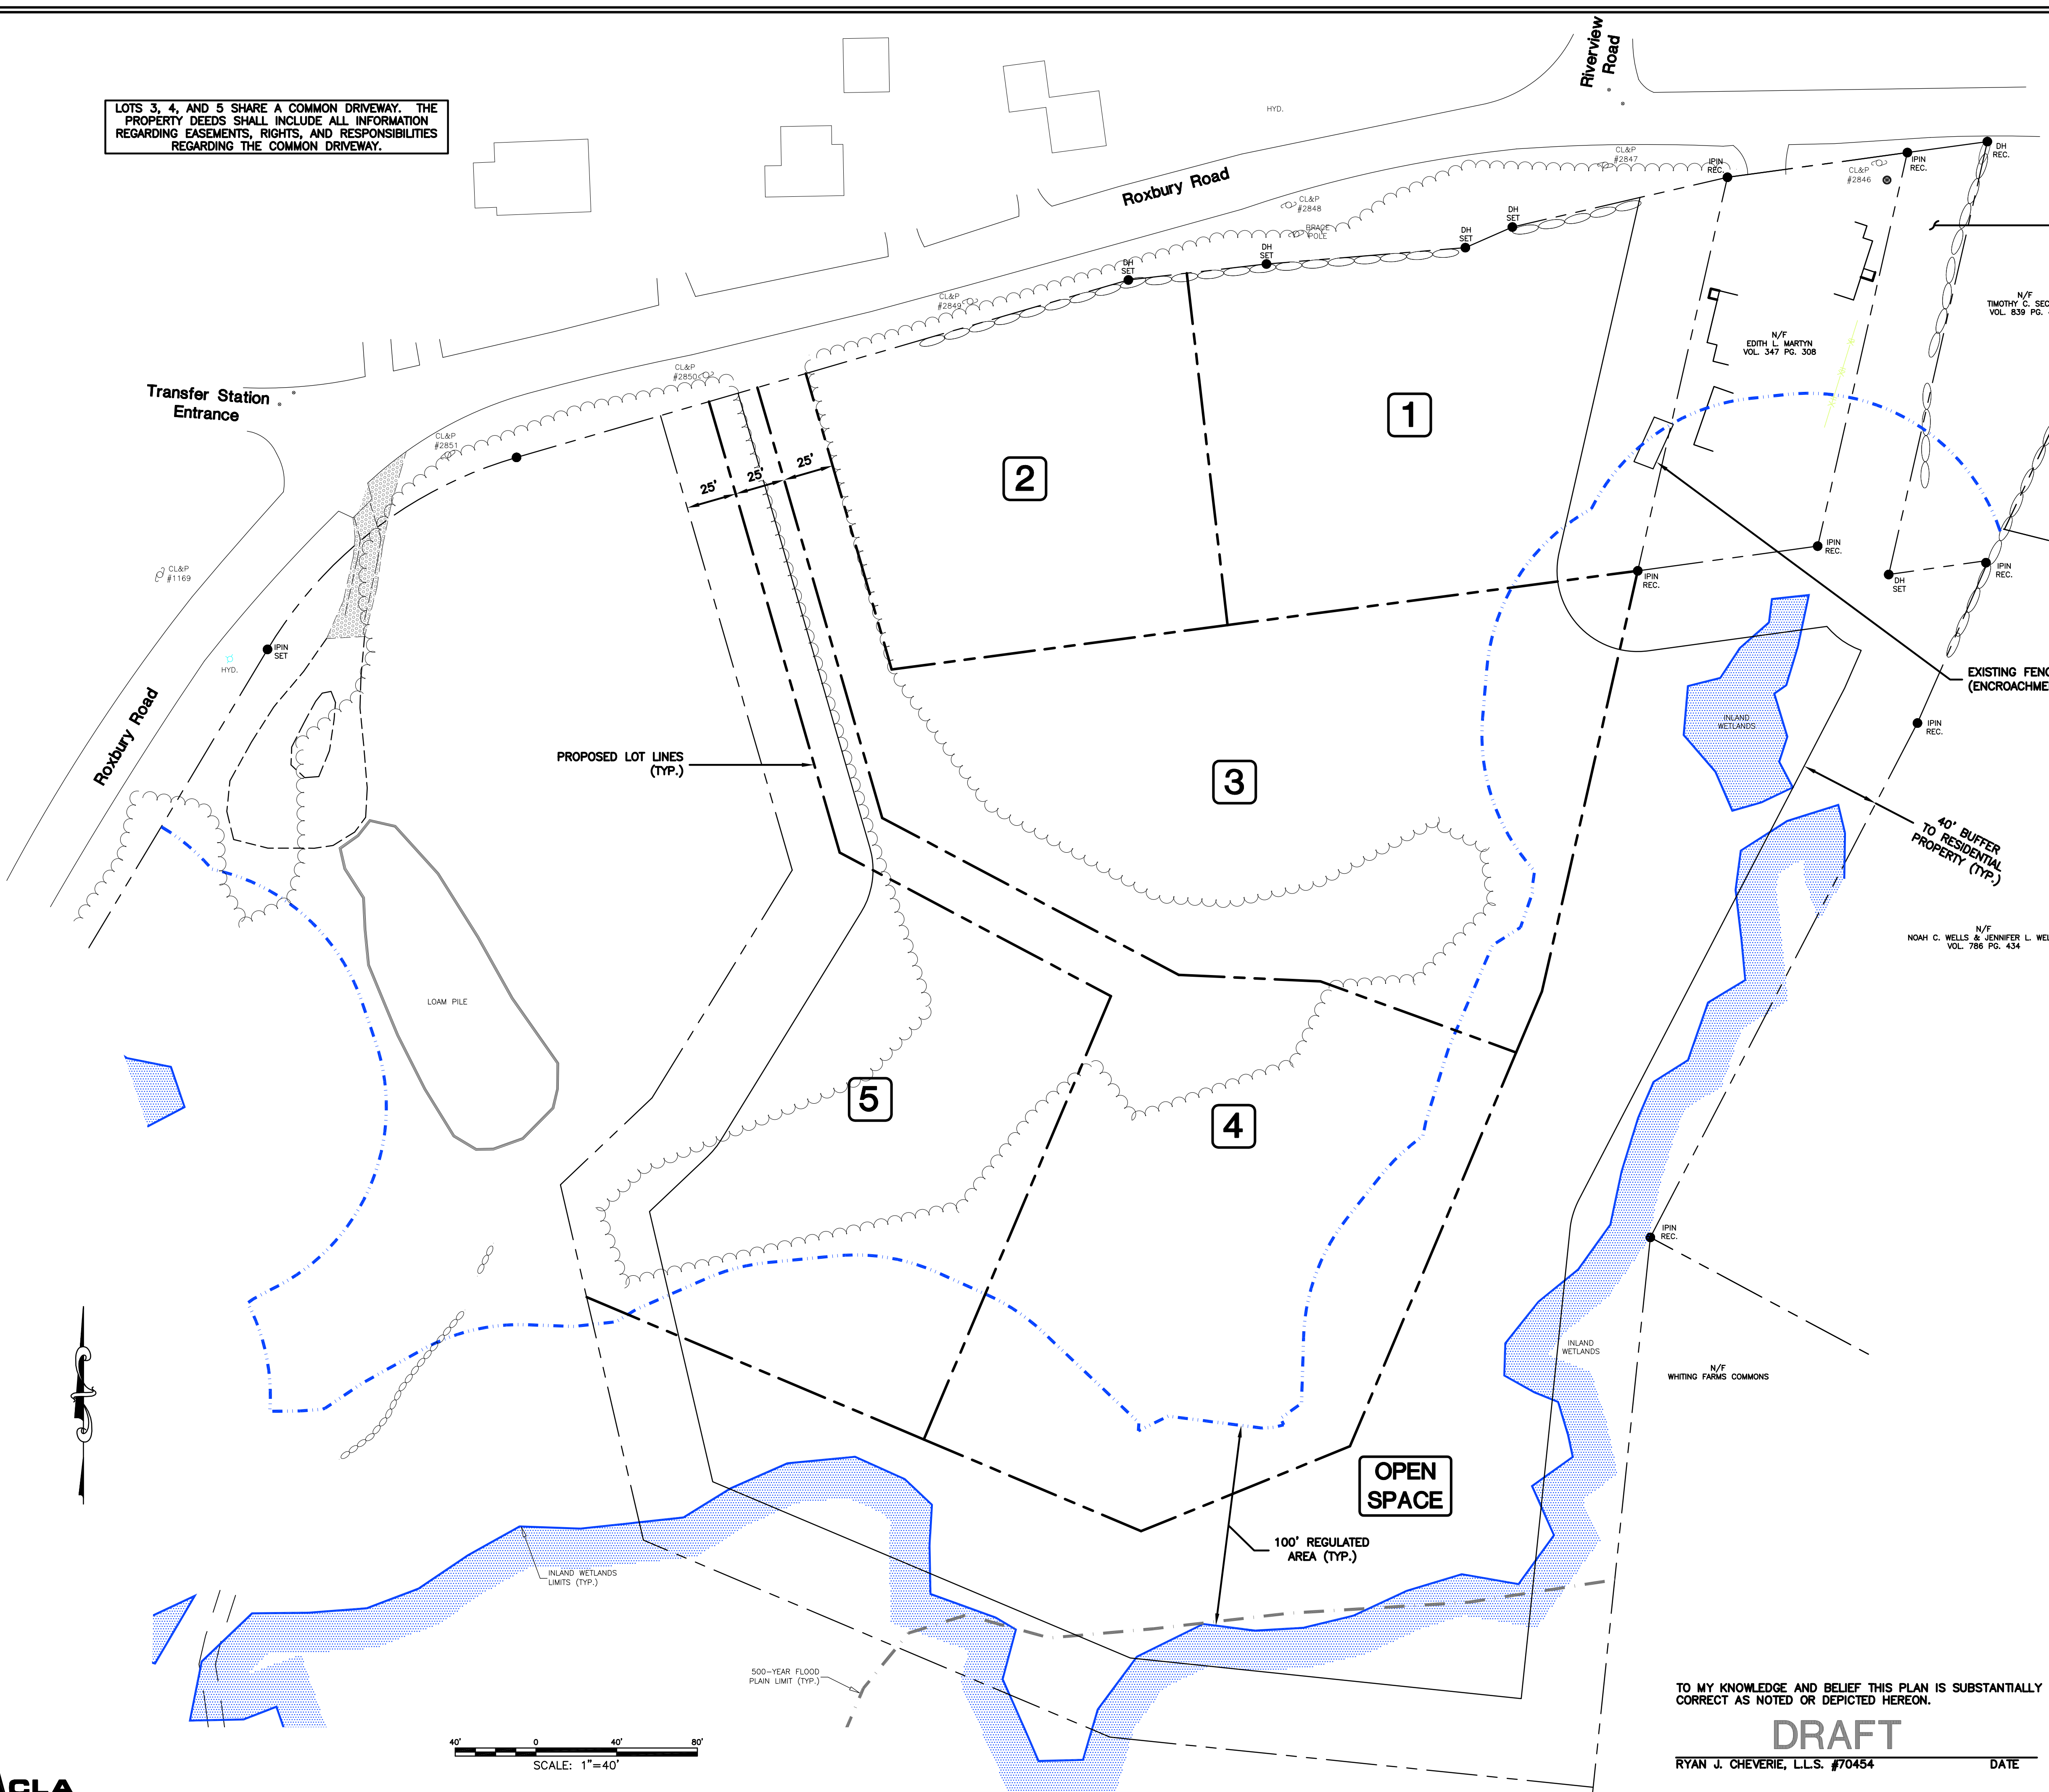 LOTS 3, 4, AND 5 SHARE A COMMON DRIVEWAY. THE
PROPERTY DEEDS SHALL INCLUDE ALL INFORMATION
REGARDING EASEMENTS, RIGHTS, AND RESPONSIBILITIES
REGARDING THE COMMON DRIVEWAY.
Riverview
Road
HYD.
Roxbury Road
CL&P
#2847
CL&P
#2848
BRACE
POLE
CL&P
#2849
CL&P
#2850
CL&P
#2851
CL&P
#1169
CL&P
#2846
IPIN
REC.
IPIN
REC.
DH
REC.
DH
SET
DH
SET
DH
SET
DH
SET
N/F
TIMOTHY C.
VOL. 839 PG.
N/F
EDITH L. MARTYN
VOL. 347 PG. 308
Transfer Station
Entrance
1
2
25'
25'
25'
IPIN
REC.
IPIN
REC.
DH
SET
IPIN
REC.
IPIN
SET
HYD.
Roxbury Road
EXISTING
INLAND
WETLANDS
IPIN
REC.
PROPOSED LOT LINES
(TYP.)
3
40' BUFFER
TO RESIDENTIAL
PROPERTY (TYP.)
N/F
NOAH C. WELLS & JENNIFER L.
VOL. 786 PG. 434
LOAM PILE
5
4
IPIN
REC.
INLAND
WETLANDS
N/F
WHITING FARMS COMMONS
OPEN
SPACE
100' REGULATED
AREA (TYP.)
INLAND WETLANDS
LIMITS (TYP.)
500-YEAR FLOOD
PLAIN LIMIT (TYP.)
40' 0 40' 80'
SCALE: 1"=40'
TO MY KNOWLEDGE AND BELIEF THIS PLAN IS SUBSTANTIALLY
CORRECT AS NOTED OR DEPICTED HEREON.
DRAFT
RYAN J. CHEVERIE, L.L.S. #70454 DATE
CLA